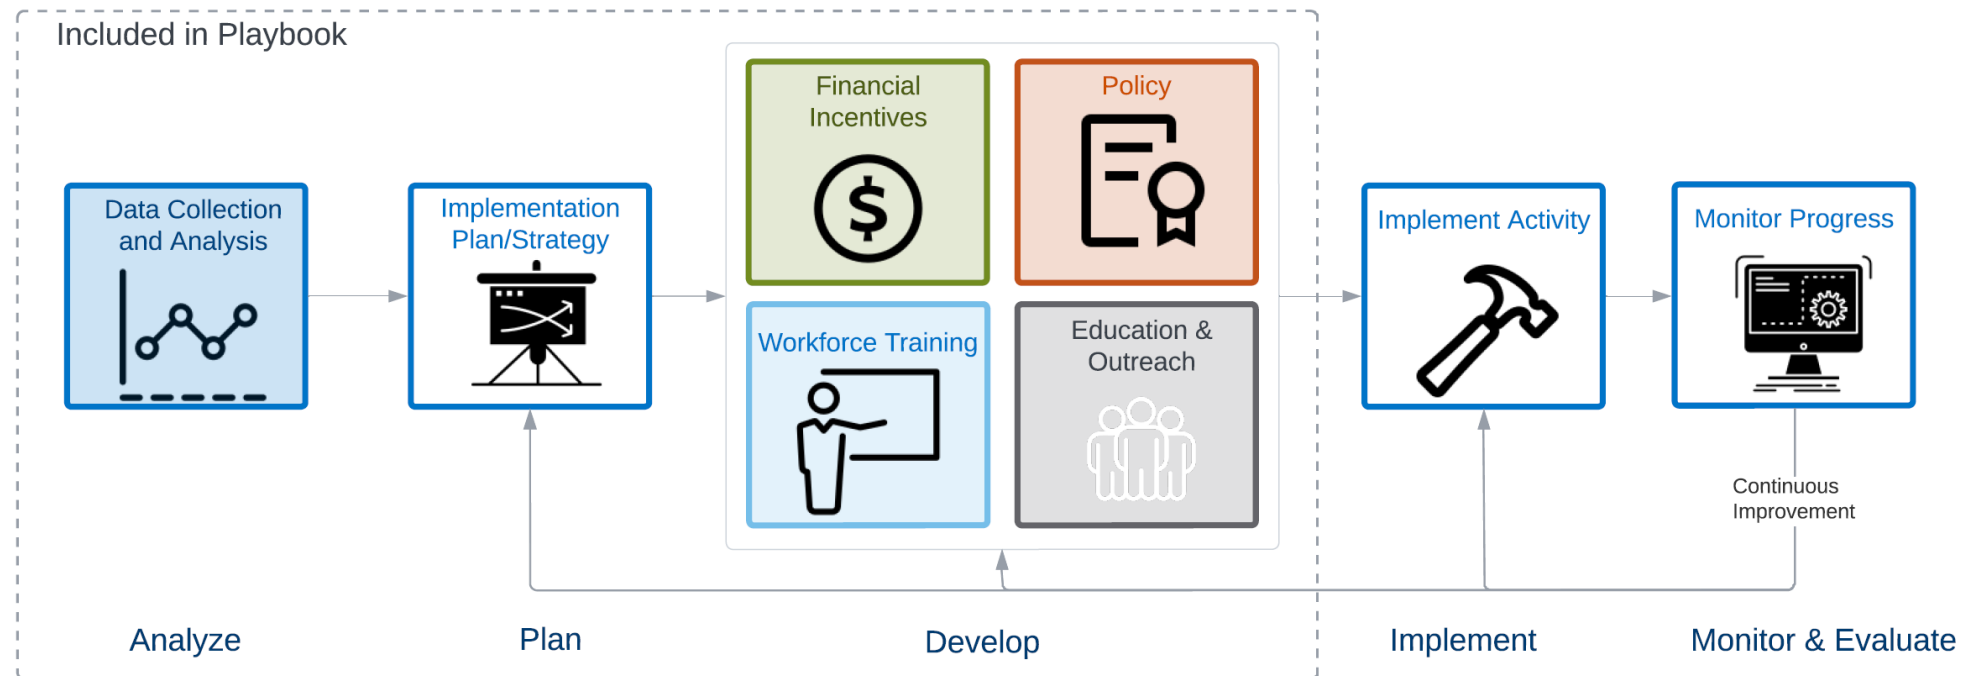 Included in Playbook
Data Collection
and Analysis
Implementation
Plan/Strategy
Financial
Incentives
$
Policy
Workforce Training
Education &
Outreach
Implement Activity
Monitor Progress
Continuous
Improvement
Analyze
Plan
Develop
Implement
Monitor & Evaluate